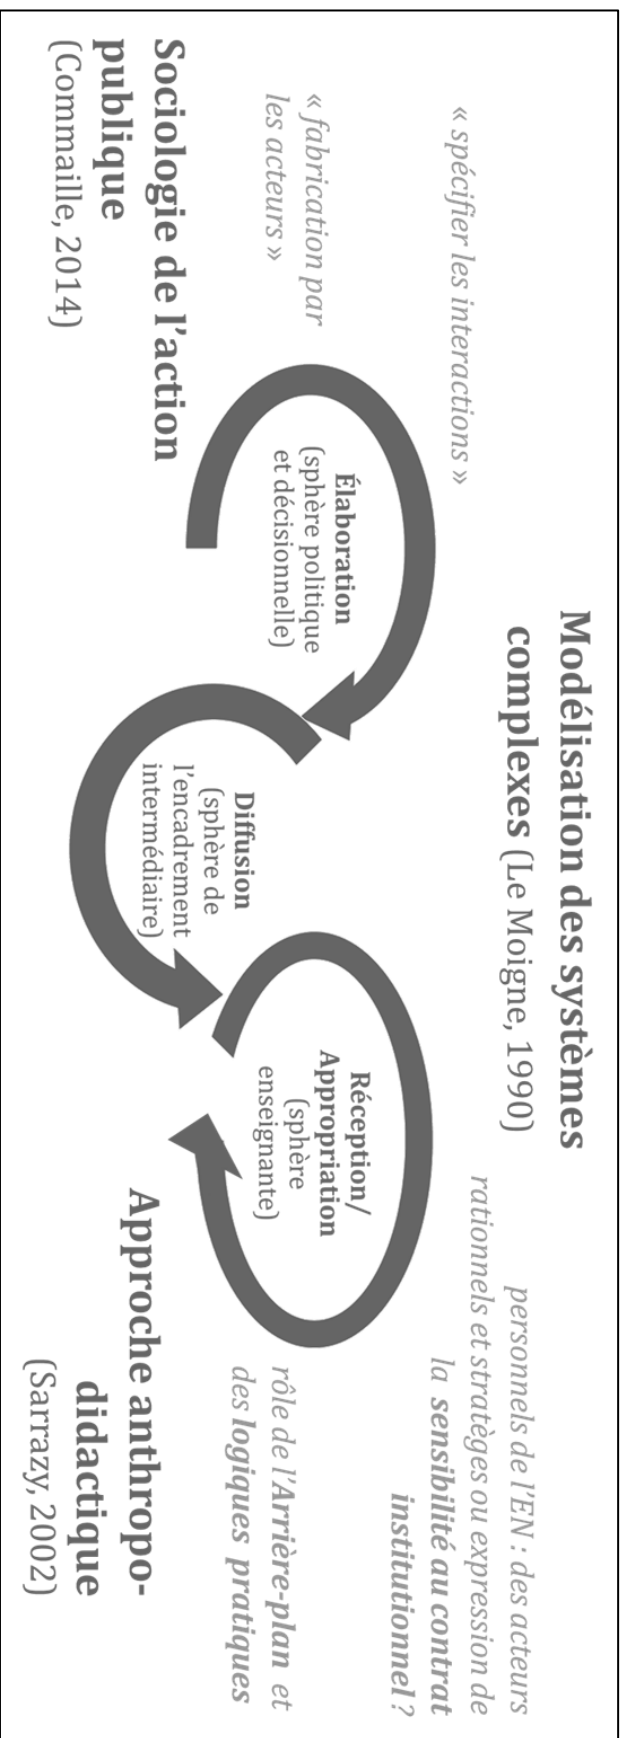 Modélisation des systèmes
complexes (Le Moigne, 1990)
« spécifier les interactions »
« fabrication par
les acteurs »
Sociologie de l'action
publique
(Commaille, 2014)
Élaboration
(sphère politique
et décisionnelle)
Diffusion
(sphère de
l'encadrement
intermédiaire)
Réception/
Appropriation
(sphère
enseignante)
personnels de l'EN : des acteurs
rationnels et stratèges ou expression de
la sensibilité au contrat
institutionnel ?
rôle de l'Arrière-plan et
des logiques pratiques
Approche anthropo-
didactique
(Sarrazy, 2002)